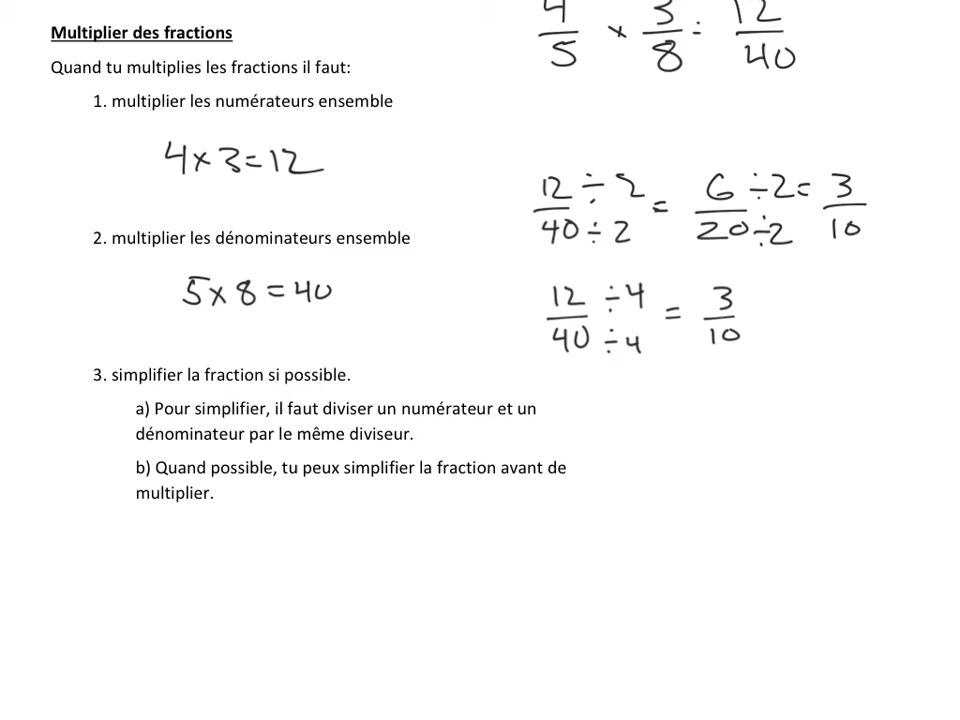 4/5 × 3/8 = 12/40
Multiplier des fractions
Quand tu multiplies les fractions il faut:
1. multiplier les numérateurs ensemble
4 × 3 = 12
12 ÷ 2 / 40 ÷ 2 = 6 ÷ 2 / 20 ÷ 2 = 3/10
2. multiplier les dénominateurs ensemble
5 × 8 = 40
12 ÷ 4 / 40 ÷ 4 = 3/10
3. simplifier la fraction si possible.
a) Pour simplifier, il faut diviser un numérateur et un
dénominateur par le même diviseur.
b) Quand possible, tu peux simplifier la fraction avant de
multiplier.